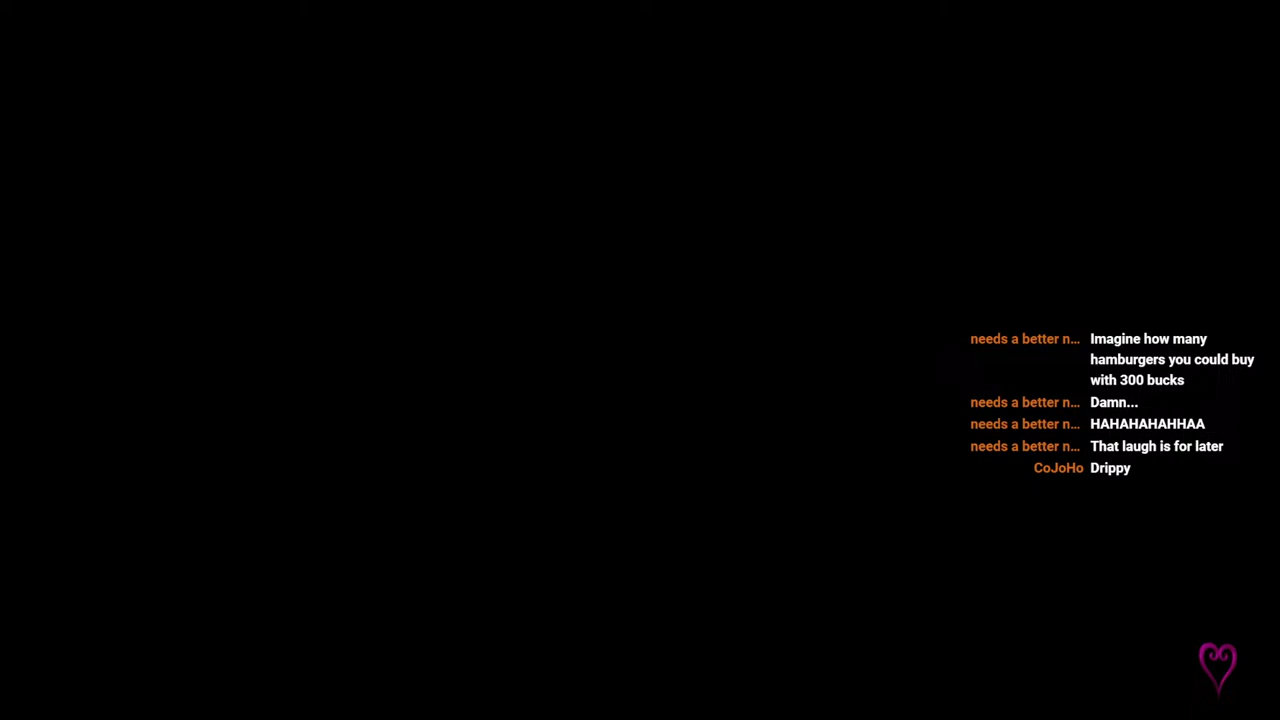 needs a better n... Imagine how many
hamburgers you could buy
with 300 bucks
needs a better n... Damn...
needs a better n... HAHAHAHAHHAA
needs a better n... That laugh is for later
CoJoHo Drippy